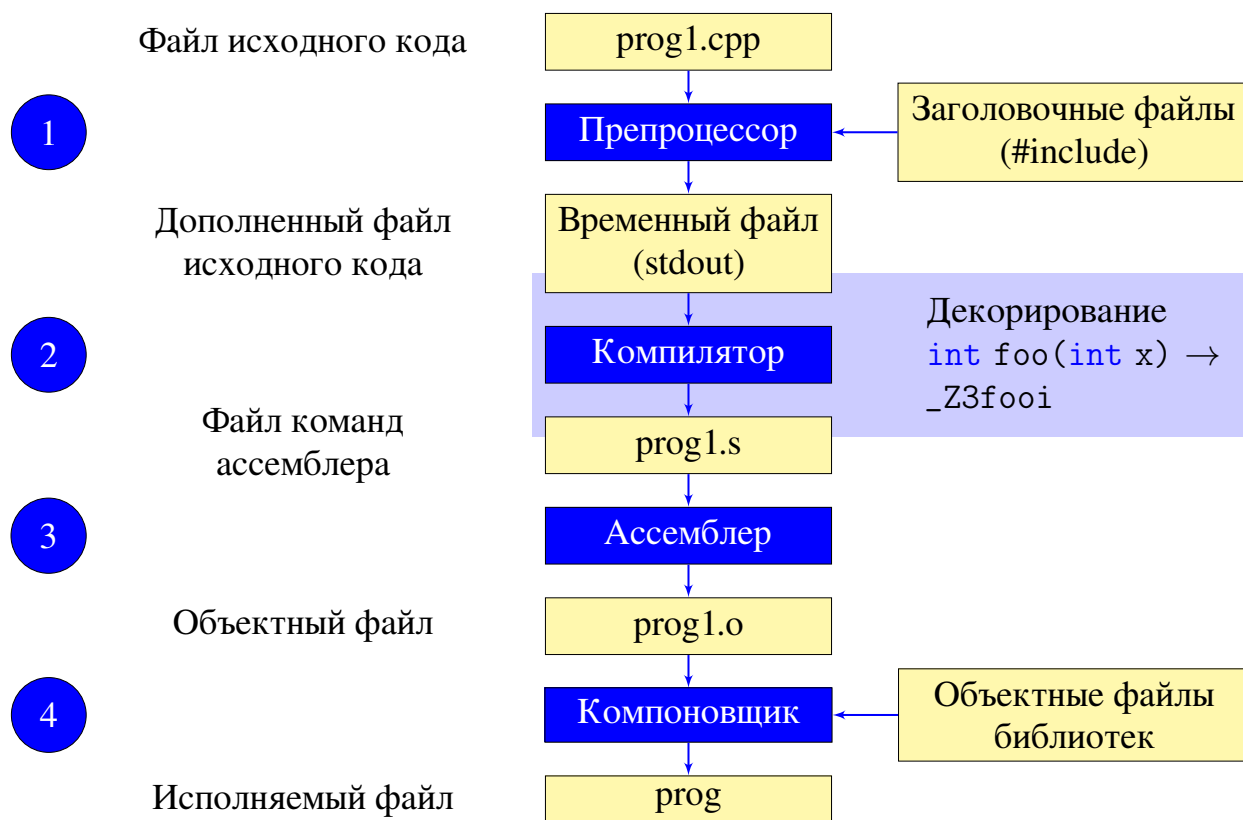 Файл исходного кода
prog1.cpp
1
Препроцессор
Заголовочные файлы
(#include)
Дополненный файл
исходного кода
Временный файл
(stdout)
2
Компилятор
Декорирование
int foo(int x) →
_Z3fooi
Файл команд
ассемблера
prog1.s
3
Ассемблер
Объектный файл
prog1.o
4
Компоновщик
Объектные файлы
библиотек
Исполняемый файл
prog